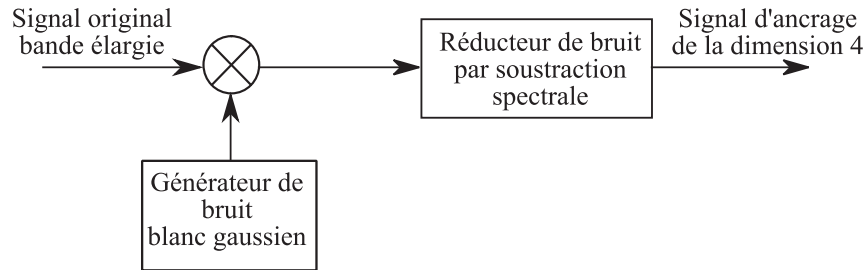 Signal original
bande élargie
Réducteur de bruit
par soustraction
spectrale
Signal d'ancrage
de la dimension 4
Générateur de
bruit
blanc gaussien